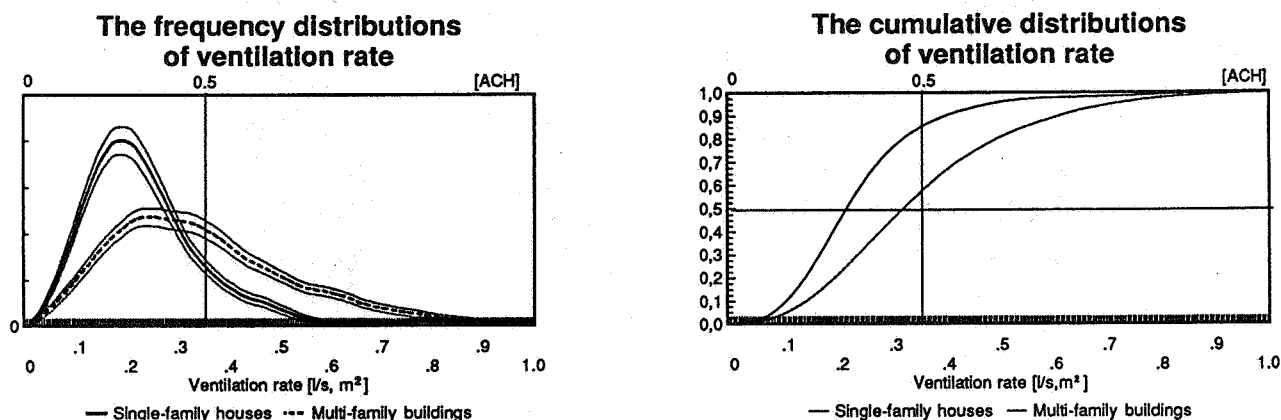 The frequency distributions
of ventilation rate
0 0.5 [ACH]
0
0 .1 .2 .3 .4 .5 .6 .7 .8 .9 1.0
Ventilation rate [l/s, m²]
Single-family houses Multi-family buildings
The cumulative distributions
of ventilation rate
0 0.5 [ACH]
1,0
0,9
0,8
0,7
0,6
0,5
0,4
0,3
0,2
0,1
0,0
0 .1 .2 .3 .4 .5 .6 .7 .8 .9 1.0
Ventilation rate [l/s,m²]
Single-family houses Multi-family buildings